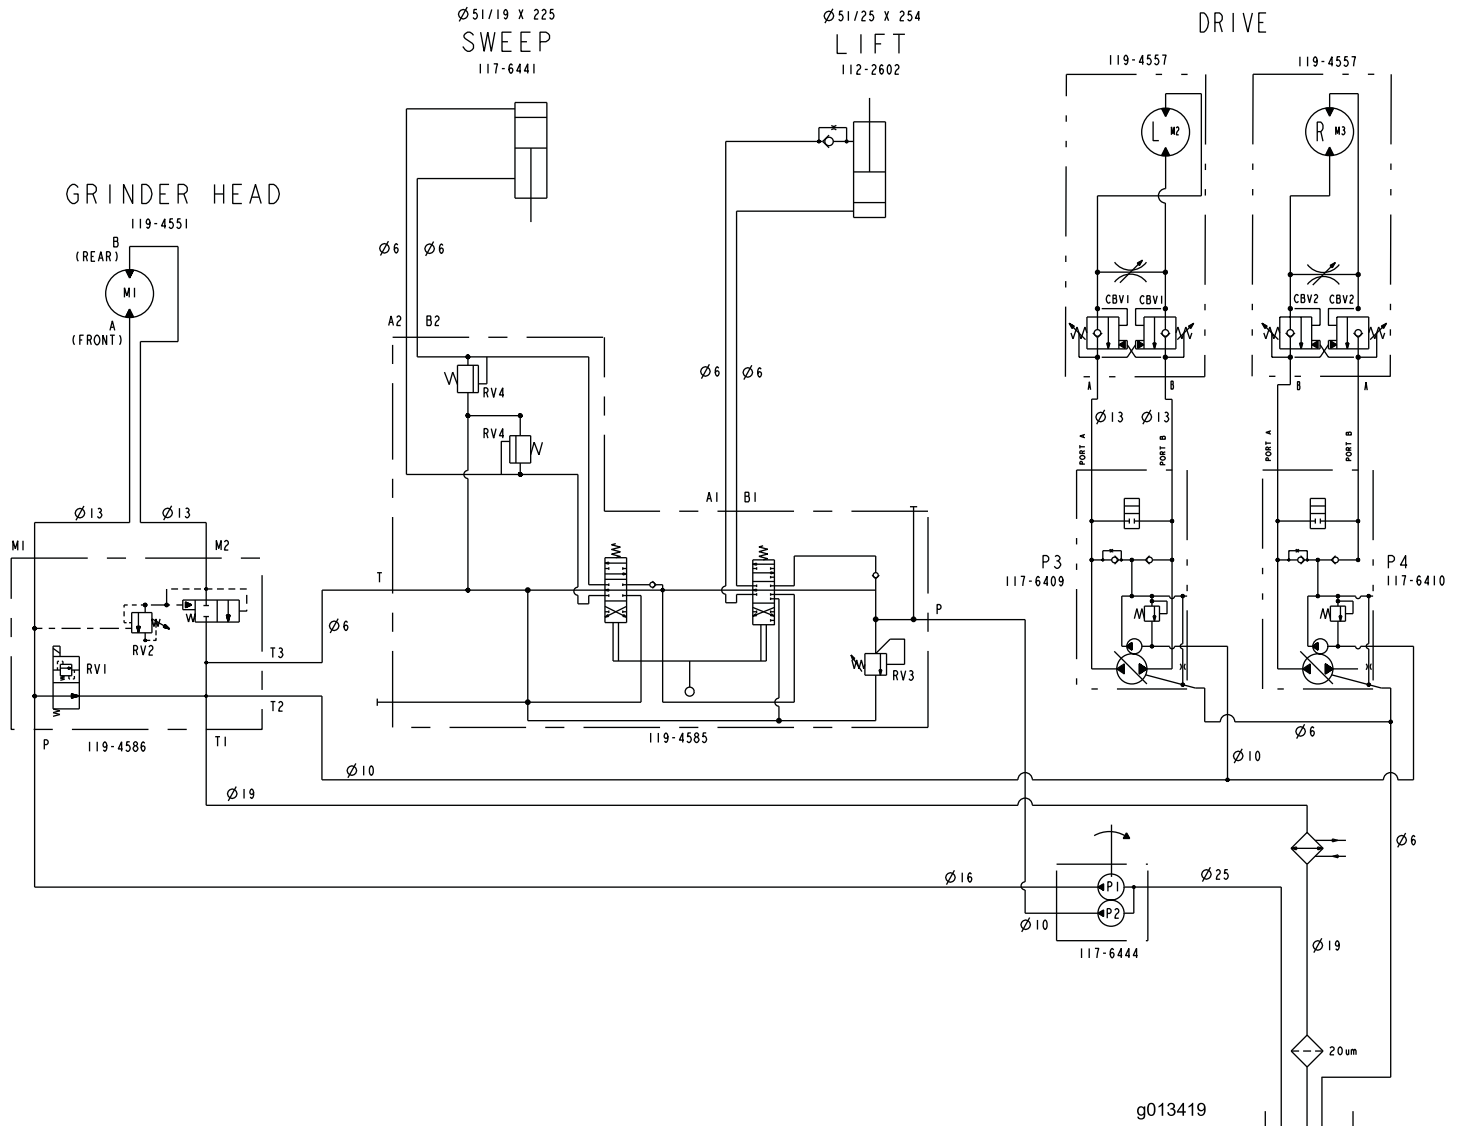 Ø51/19 X 225
SWEEP
117-6441
Ø51/25 X 254
LIFT
112-2602
DRIVE
119-4557
119-4557
L M2
R M3
GRINDER HEAD
119-4551
B
(REAR)
M1
A
(FRONT)
Ø6 Ø6
A2 B2
RV4
RV4
Ø6 Ø6
A1 B1
CBV1 CBV1
CBV2 CBV2
A B
B A
Ø13 Ø13
PORT A
PORT B
PORT A
PORT B
Ø13 Ø13
M1 M2
T
P
P3
117-6409
P4
117-6410
RV2
RV1
T3
T2
Ø6
RV3
P 119-4586 T1
119-4585
Ø6
Ø10
Ø10
Ø19
Ø6
Ø16
P1
P2
Ø25
Ø10
117-6444
Ø19
20um
g013419